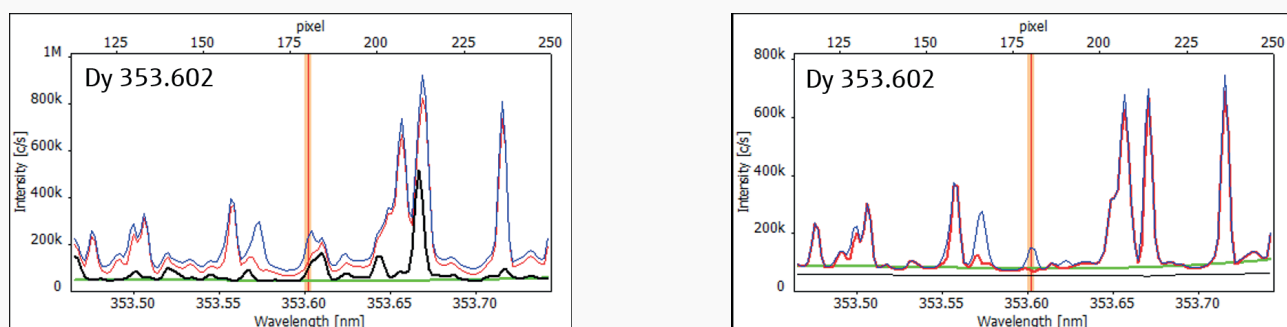 pixel
125 150 175 200 225 250
1M
800k
600k
400k
200k
0
Intensity [c/s]
Dy 353.602
353.50 353.55 353.60 353.65 353.70
Wavelength [nm]
pixel
125 150 175 200 225 250
800k
600k
400k
200k
0
Intensity [c/s]
Dy 353.602
353.50 353.55 353.60 353.65 353.70
Wavelength [nm]